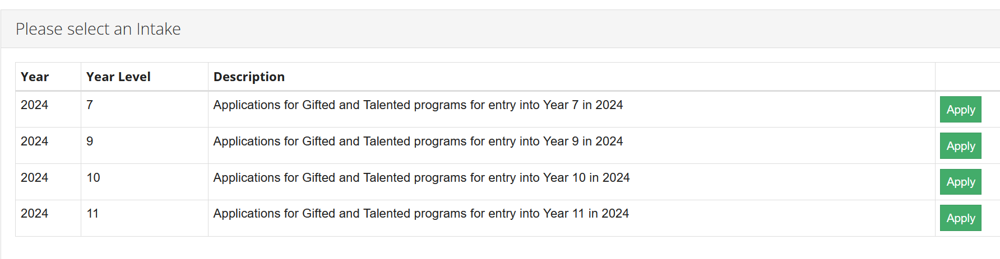 Please select an Intake
Year Year Level Description
2024 7 Applications for Gifted and Talented programs for entry into Year 7 in 2024 Apply
2024 9 Applications for Gifted and Talented programs for entry into Year 9 in 2024 Apply
2024 10 Applications for Gifted and Talented programs for entry into Year 10 in 2024 Apply
2024 11 Applications for Gifted and Talented programs for entry into Year 11 in 2024 Apply